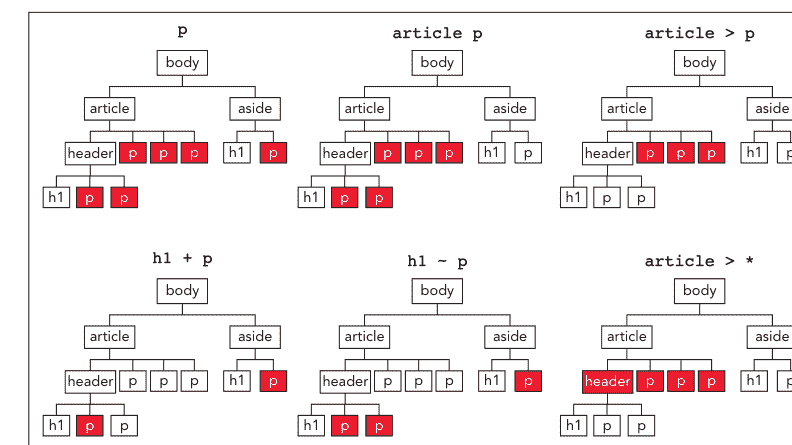 p article p article > p
body body body
article aside article aside article aside
header p p p h1 p header p p p h1 p header p p p h1 p
h1 p p h1 p p h1 p p
h1 + p h1 ~ p article > *
body body body
article aside article aside article aside
header p p p h1 p header p p p h1 p header p p p h1 p
h1 p p h1 p p h1 p p